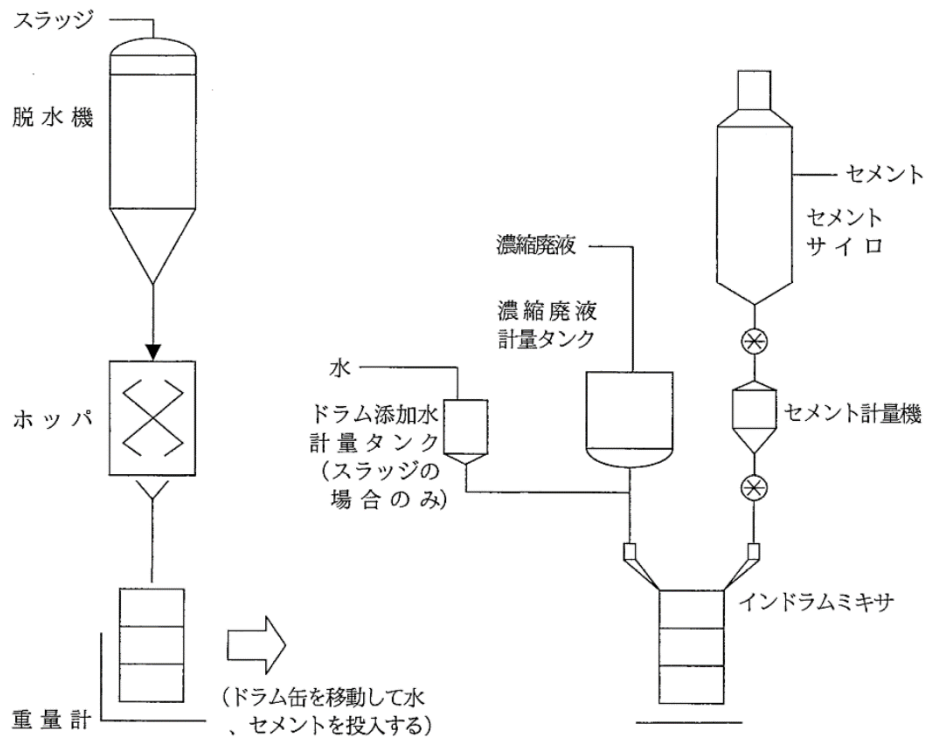 スラッジ
脱水機
ホッパ
重量計
(ドラム缶を移動して水
、セメントを投入する)
水
ドラム添加水
計量タンク
(スラッジの
場合のみ)
濃縮廃液
濃縮廃液
計量タンク
セメント
セメント
サイロ
セメント計量機
インドラムミキサ